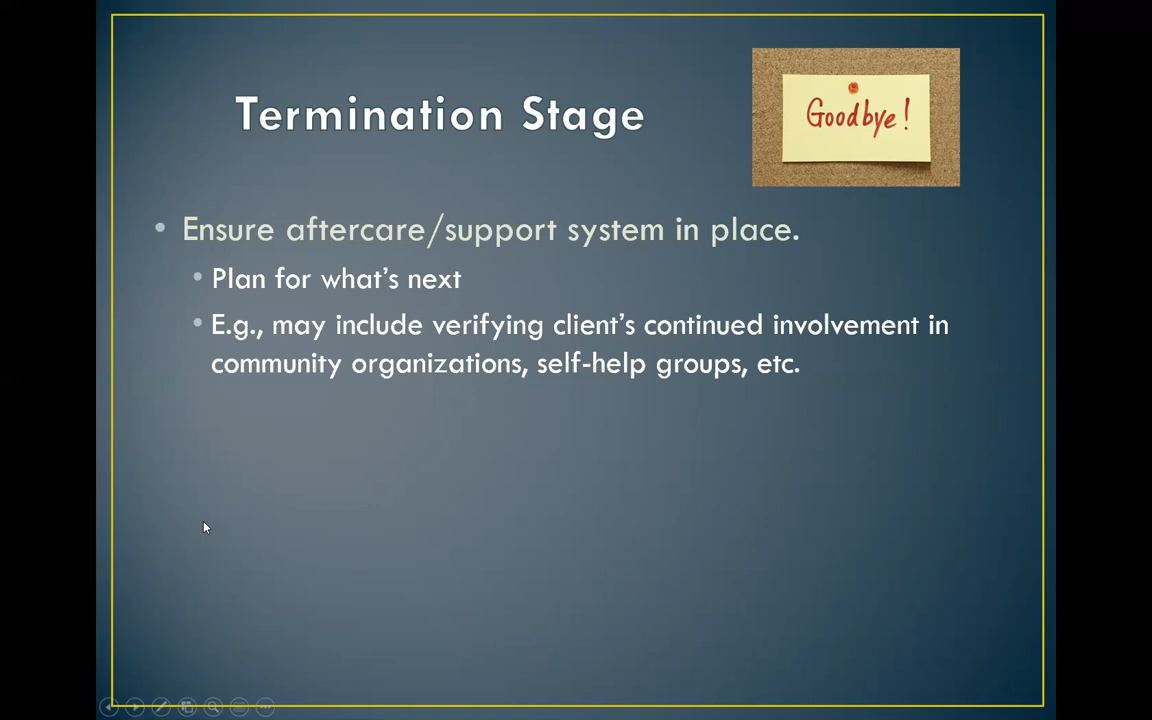 Termination Stage
Goodbye!
• Ensure aftercare/support system in place.
• Plan for what's next
• E.g., may include verifying client's continued involvement in
community organizations, self-help groups, etc.